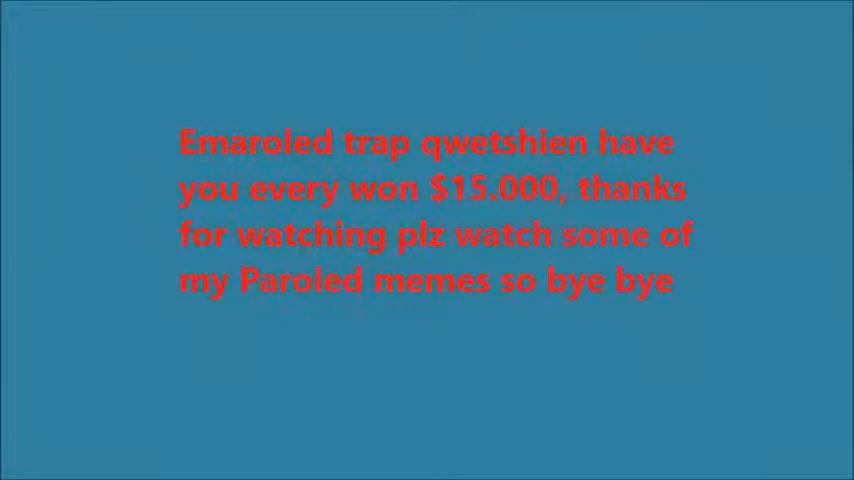 Emaroled trap qwetshien have
you every won $15.000, thanks
for watching plz watch some of
my Paroled memes so bye bye